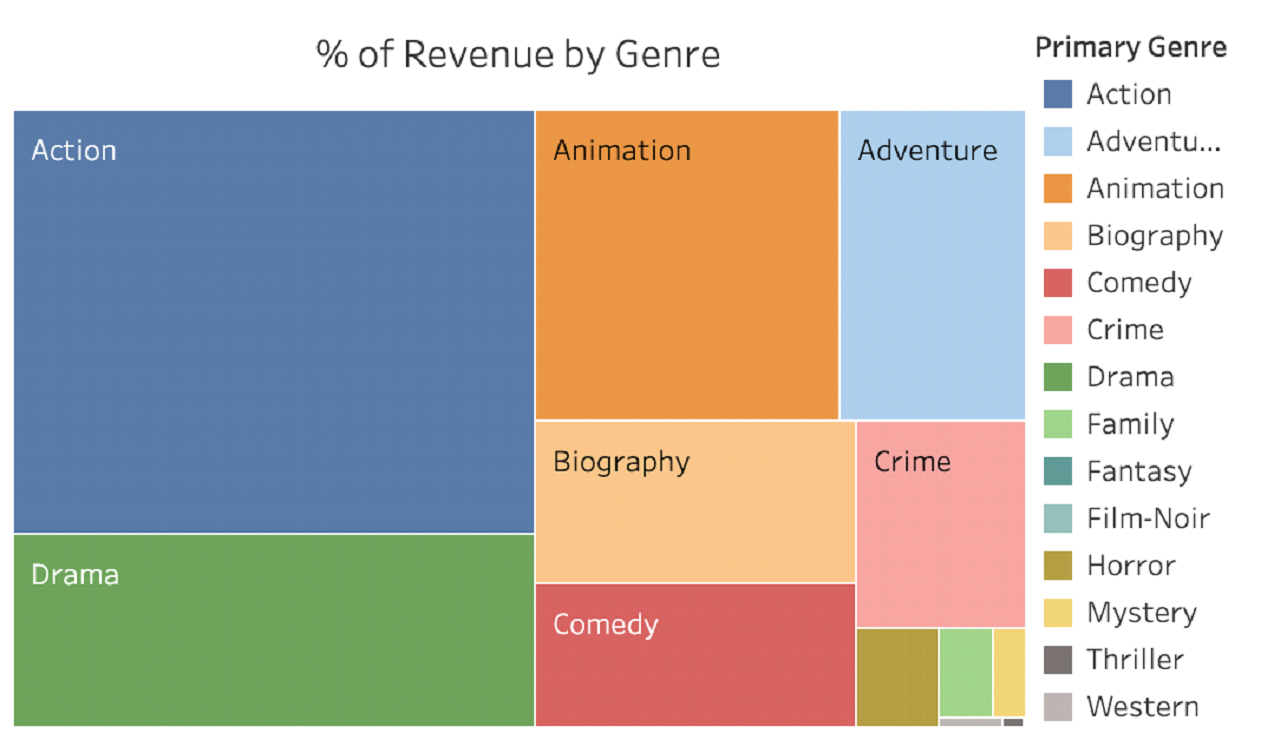 % of Revenue by Genre
Primary Genre
Action
Adventu...
Animation
Biography
Comedy
Crime
Drama
Family
Fantasy
Film-Noir
Horror
Mystery
Thriller
Western
Action
Animation
Adventure
Biography
Crime
Drama
Comedy